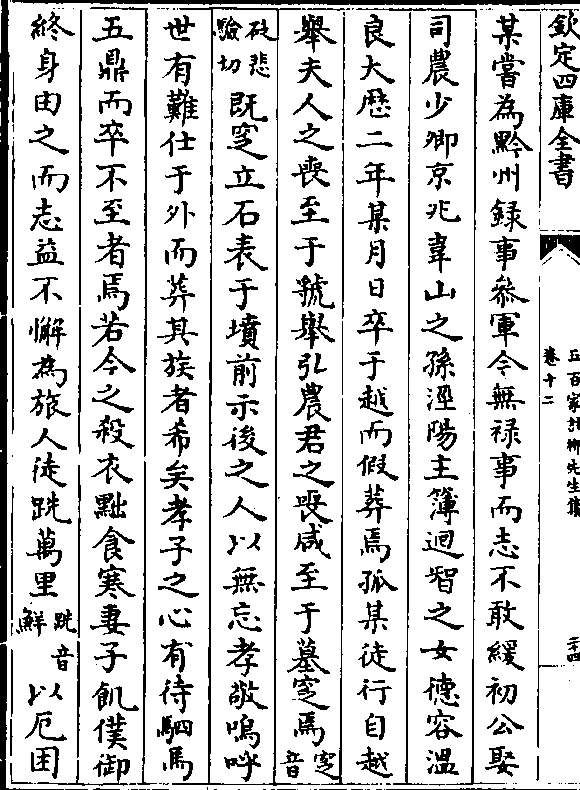 欽定四庫全書
五百家註柳先生集
卷十二
二十四
某嘗為黔州録事參軍今無禄事而志不敢緩初公娶
司農少卿京兆韋山之孫涇陽主簿迥智之女德容溫
良大歴二年某月日卒于越而假葬焉孤某徒行自越
舉夫人之喪至于虢舉弘農君之喪咸至于墓窆焉窆音
砭悲驗切既窆立石表于墳前示後之人以無忘孝敬嗚呼
世有難仕于外而葬其族者希矣孝子之心有待駟馬
五鼎而卒不至者焉若今之殺衣黜食寒妻子飢僕御
終身由之而志益不懈為旅人徒跣萬里跣音鮮以厄困